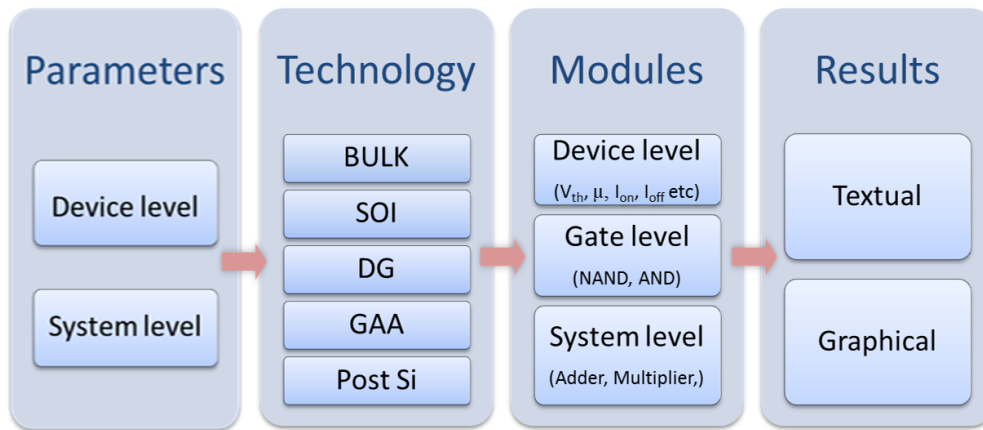 Parameters
Device level
System level
Technology
BULK
SOI
DG
GAA
Post Si
Modules
Device level
(Vth, μ, Ion, Ioff etc)
Gate level
(NAND, AND)
System level
(Adder, Multiplier,)
Results
Textual
Graphical